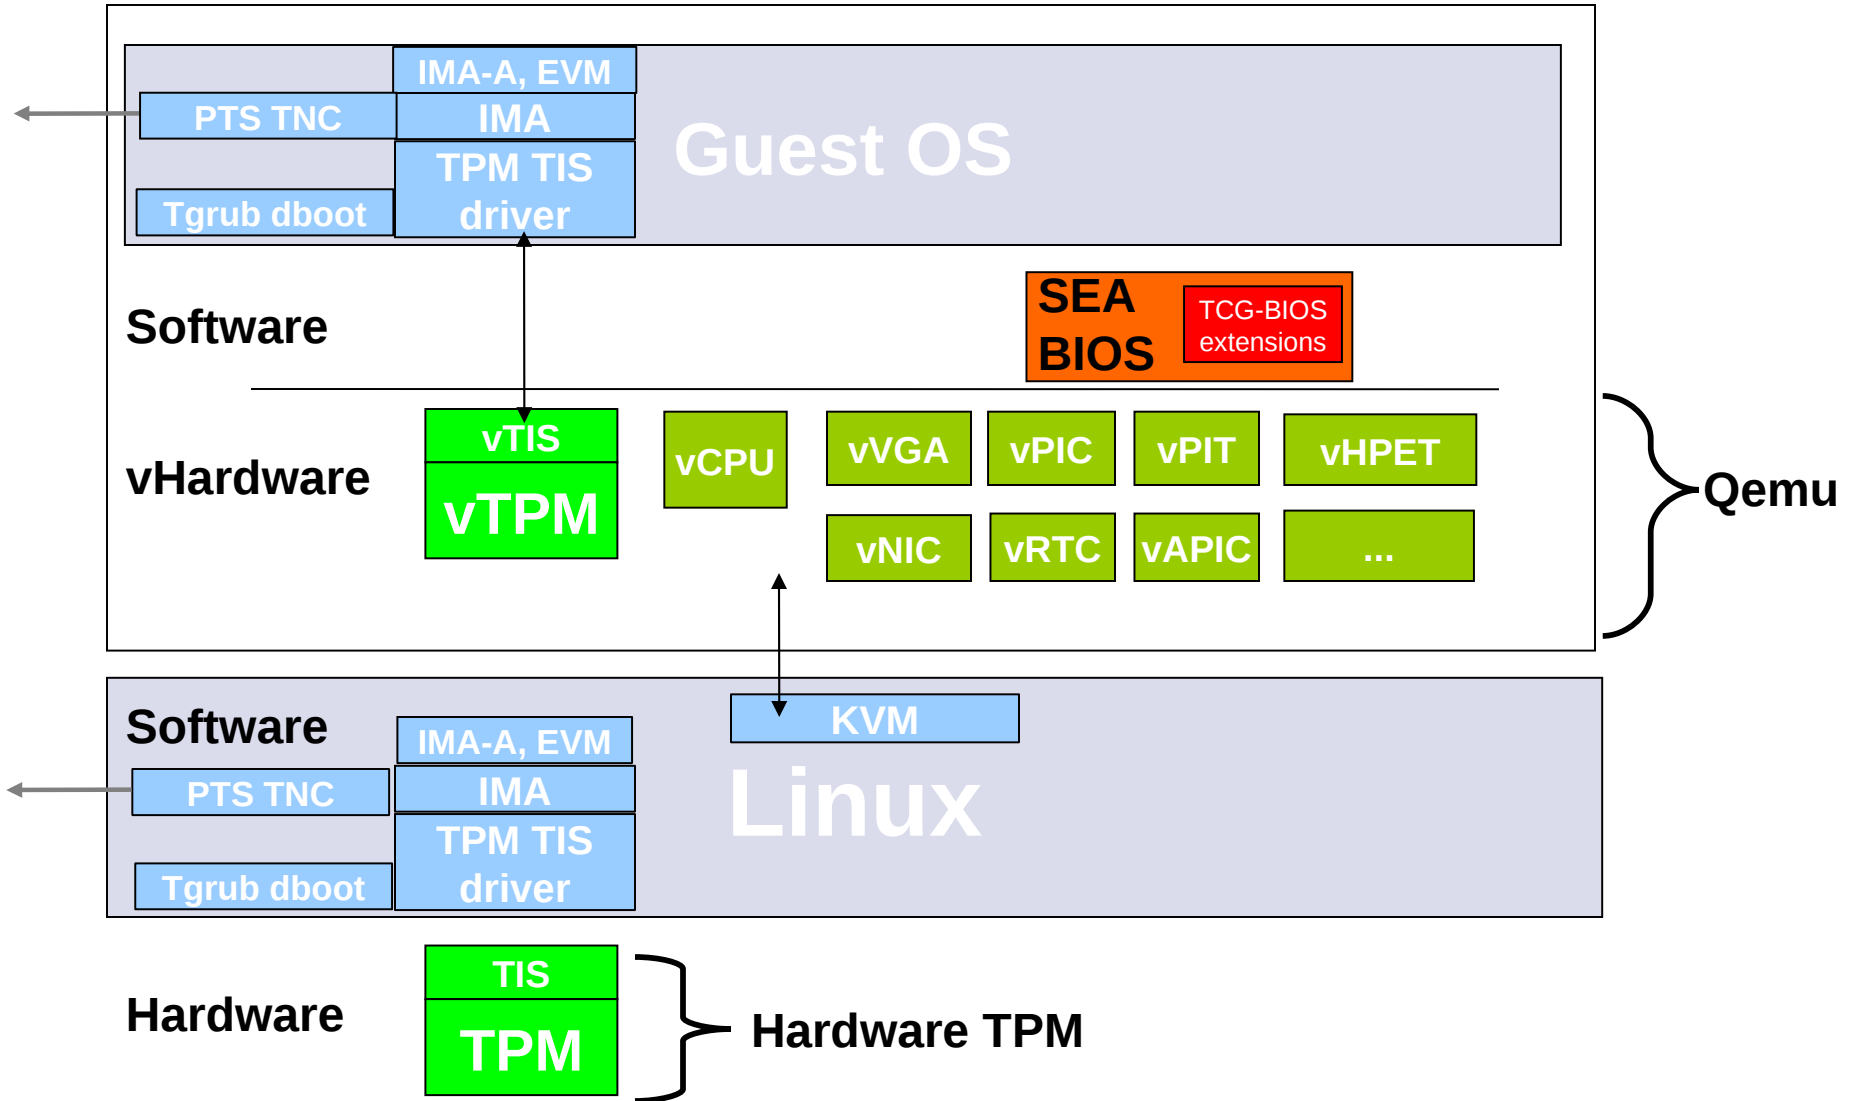 IMA-A, EVM
PTS TNC
IMA
Guest OS
TPM TIS
driver
Tgrub dboot
Software
SEA
BIOS
TCG-BIOS
extensions
vHardware
vTIS
vTPM
vCPU
vVGA
vPIC
vPIT
vHPET
vNIC
vRTC
vAPIC
...
Qemu
Software
IMA-A, EVM
KVM
PTS TNC
IMA
Linux
TPM TIS
driver
Tgrub dboot
Hardware
TIS
TPM
Hardware TPM